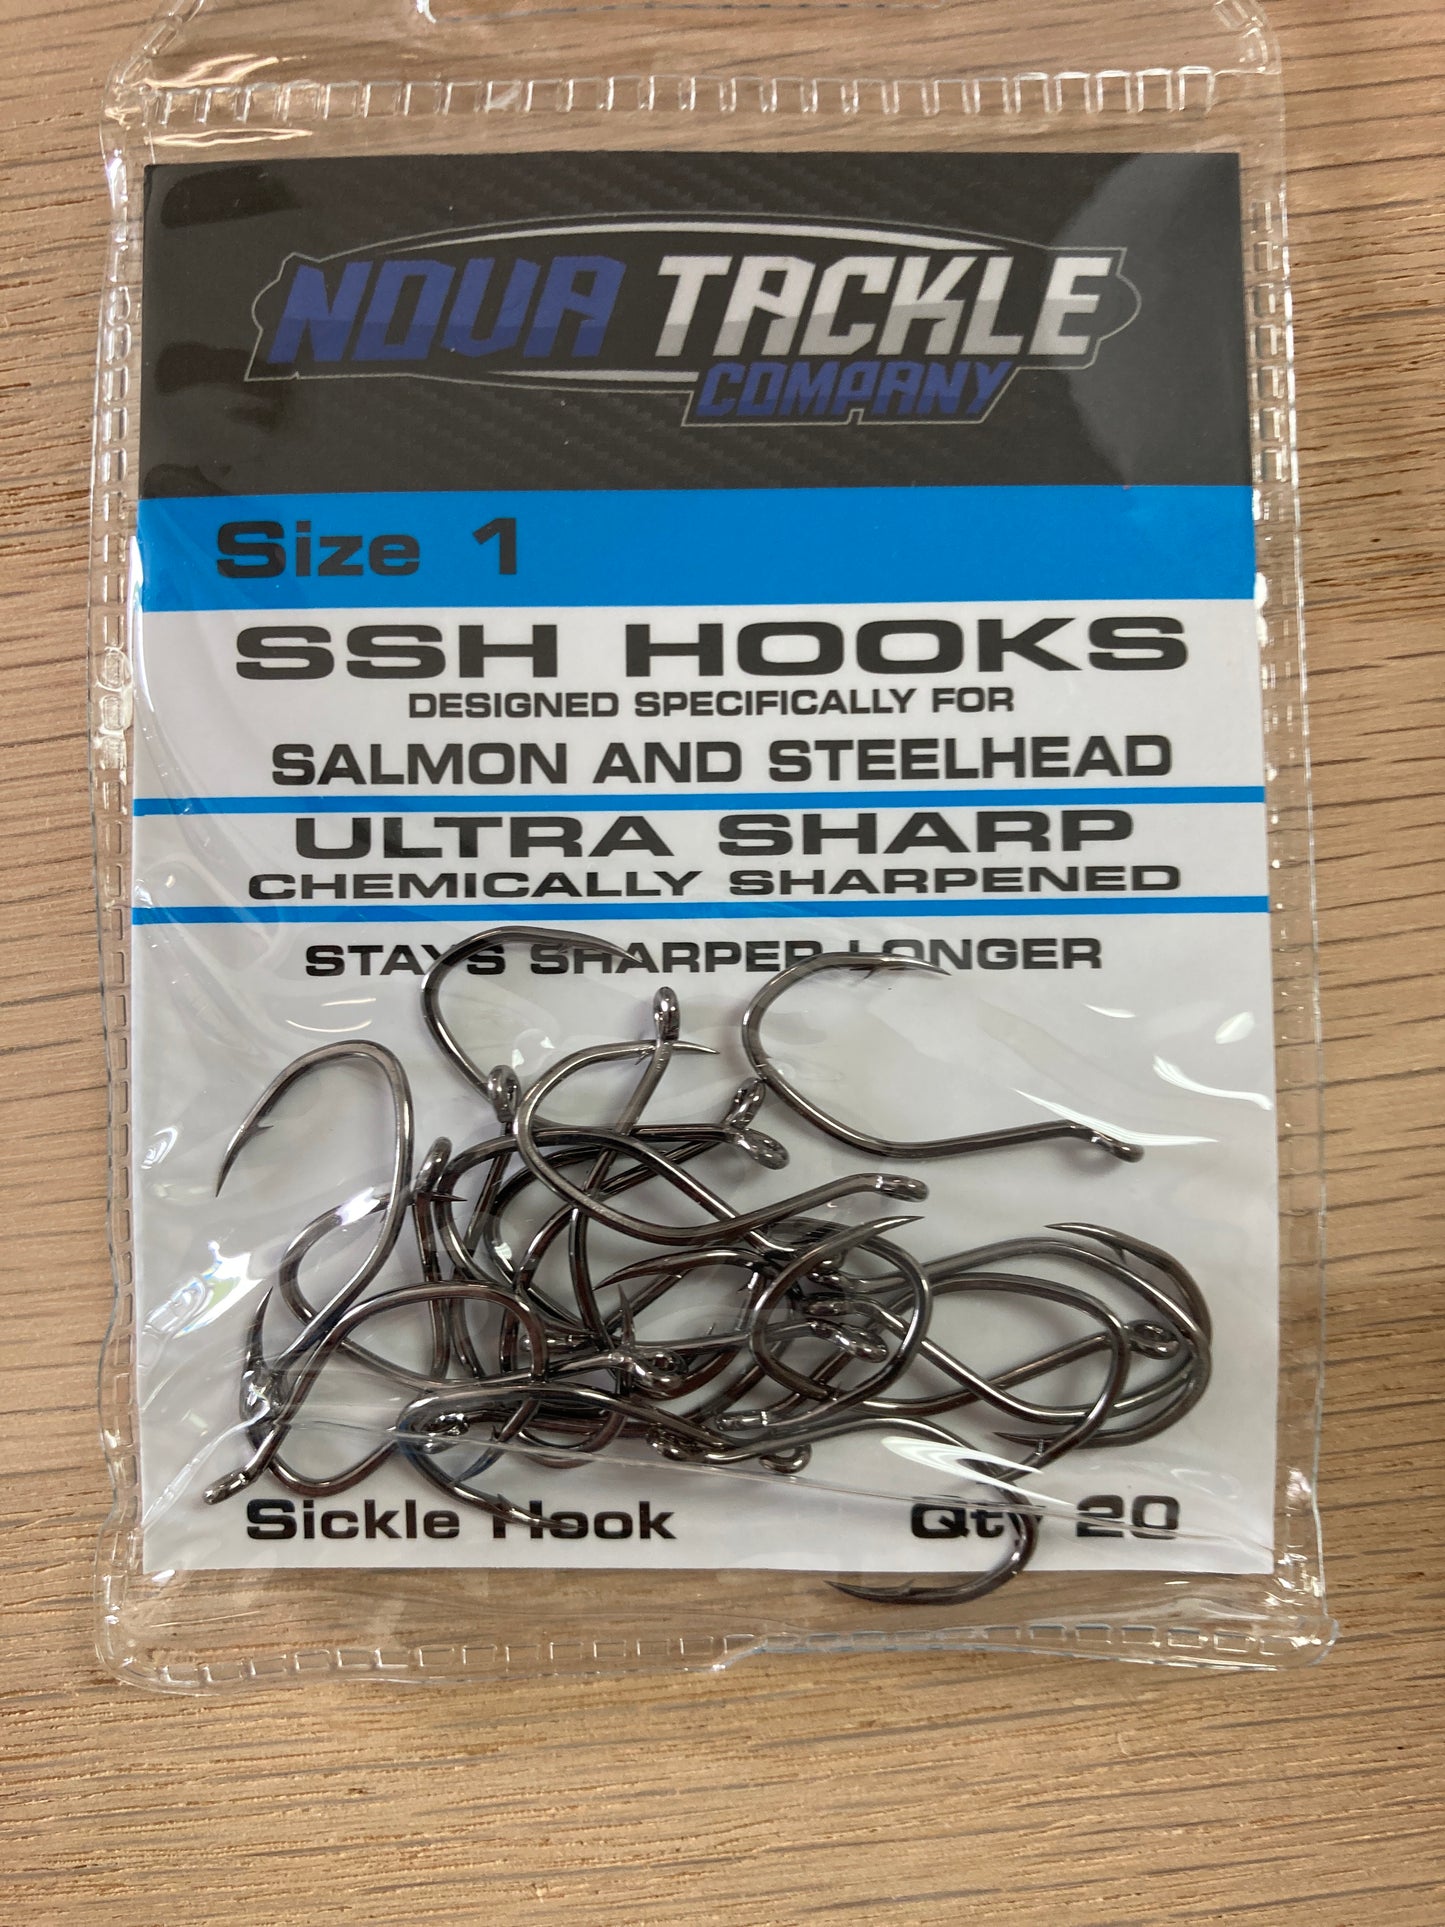 NOVA TACKLE
COMPANY
Size 1
SSH HOOKS
DESIGNED SPECIFICALLY FOR
SALMON AND STEELHEAD
ULTRA SHARP
CHEMICALLY SHARPENED
STAYS SHARPER LONGER
Sickle Hook Qty 20